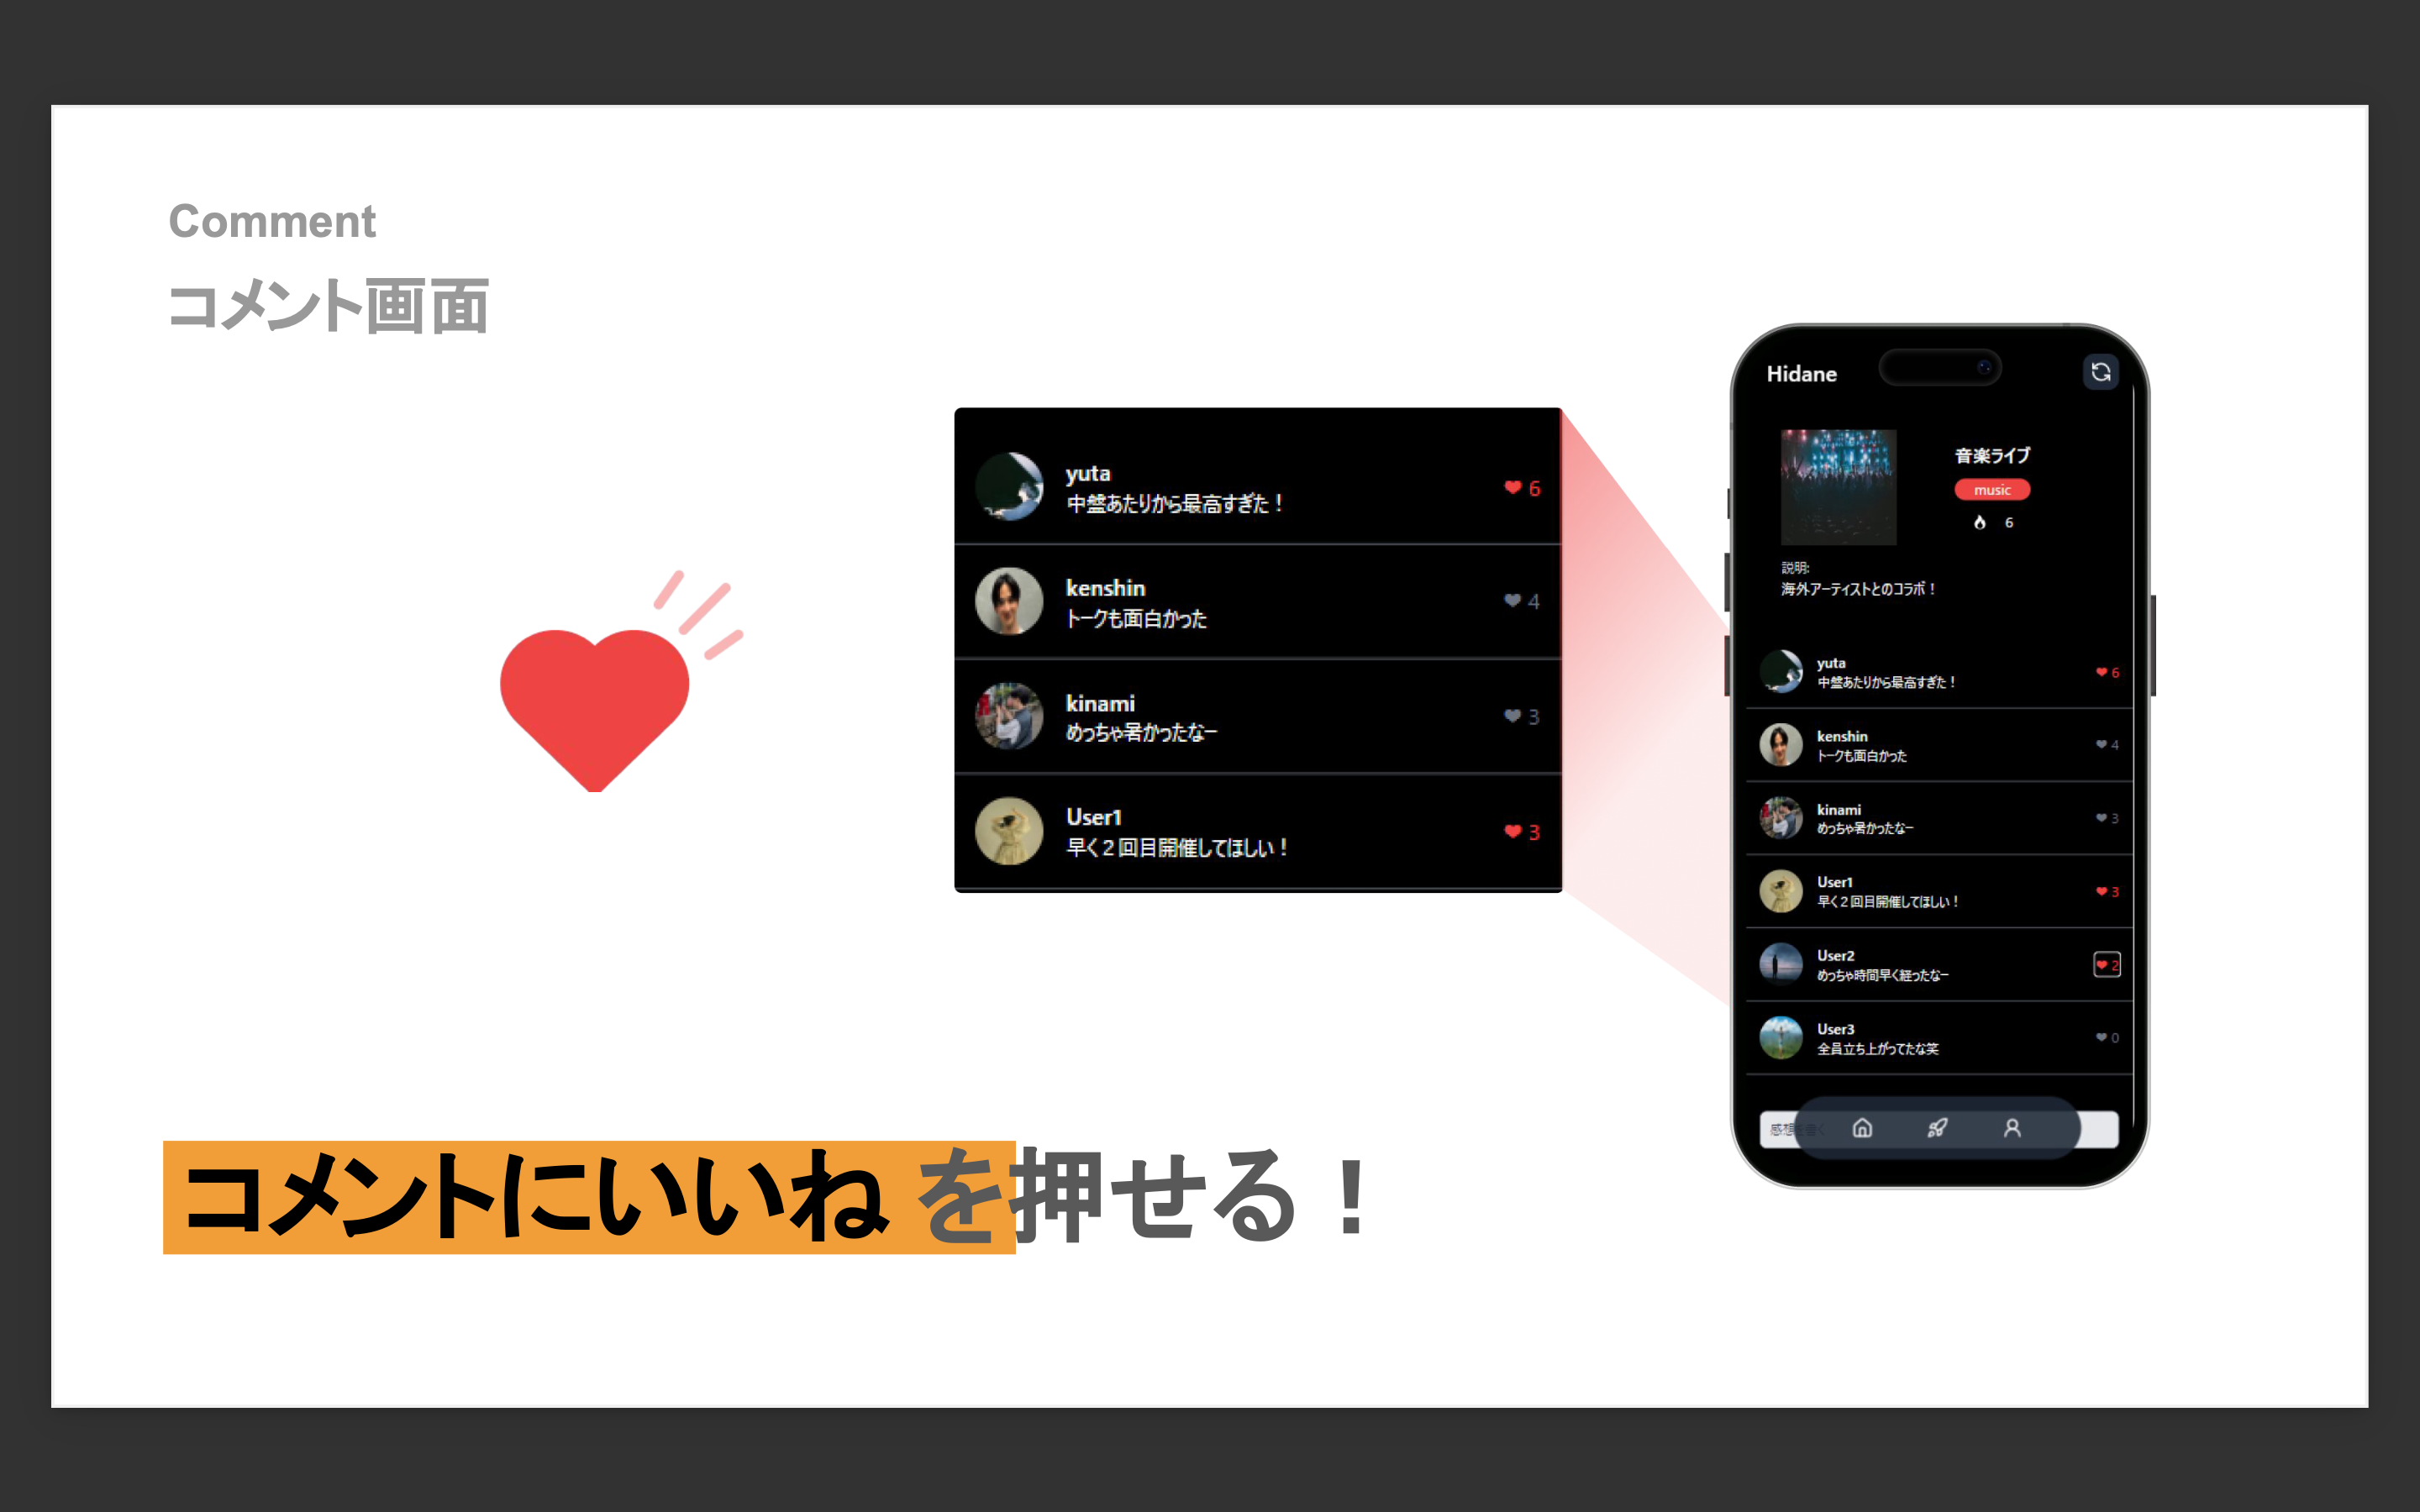 Comment
コメント画面
yuta
中盤あたりから最高すぎた！
6
kenshin
トークも面白かった
4
kinami
めっちゃ暑かったなー
3
User1
早く２回目開催してほしい！
3
コメントにいいね を押せる！
Hidane
音楽ライブ
music
6
説明:
海外アーティストとのコラボ！
yuta
中盤あたりから最高すぎた！
6
kenshin
トークも面白かった
4
kinami
めっちゃ暑かったなー
3
User1
早く２回目開催してほしい！
3
User2
めっちゃ時間早く経ったなー
2
User3
全員立ち上がってたな笑
0
感想を書く